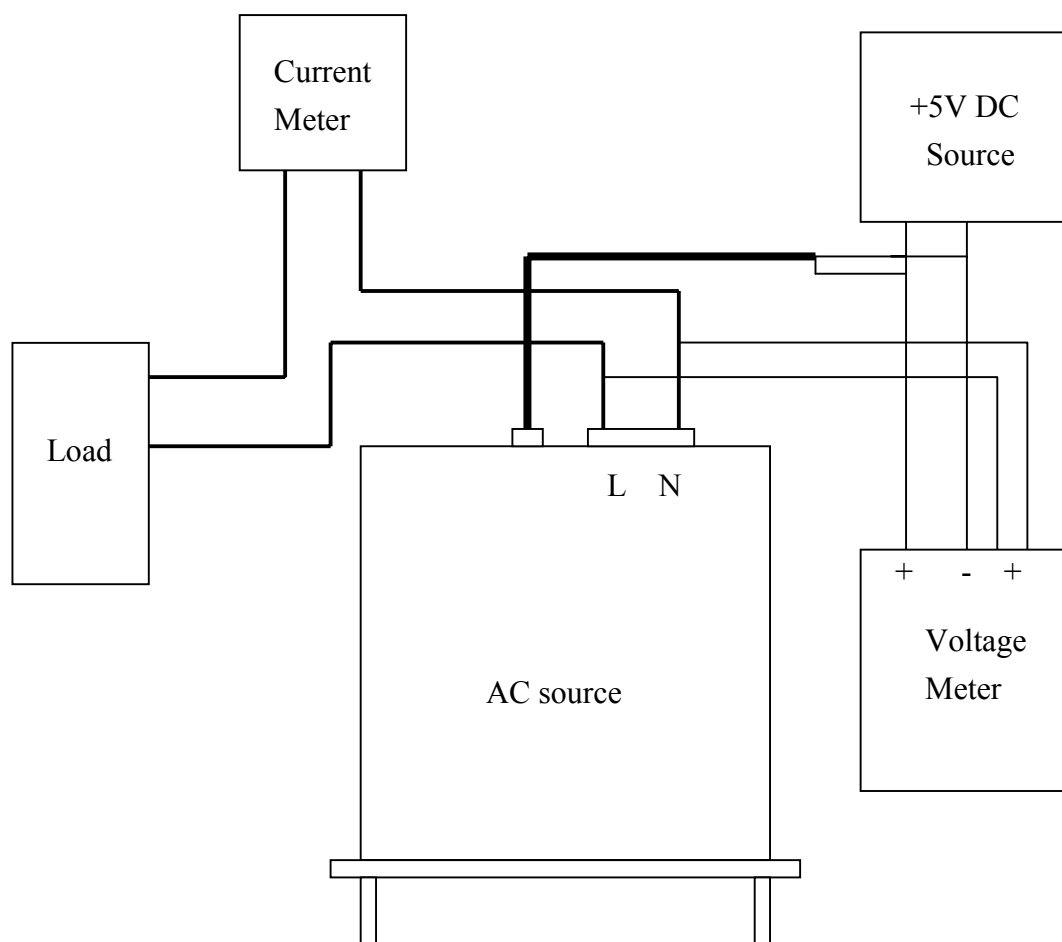 Current
Meter
+5V DC
Source
Load
L N
+ - +
Voltage
Meter
AC source